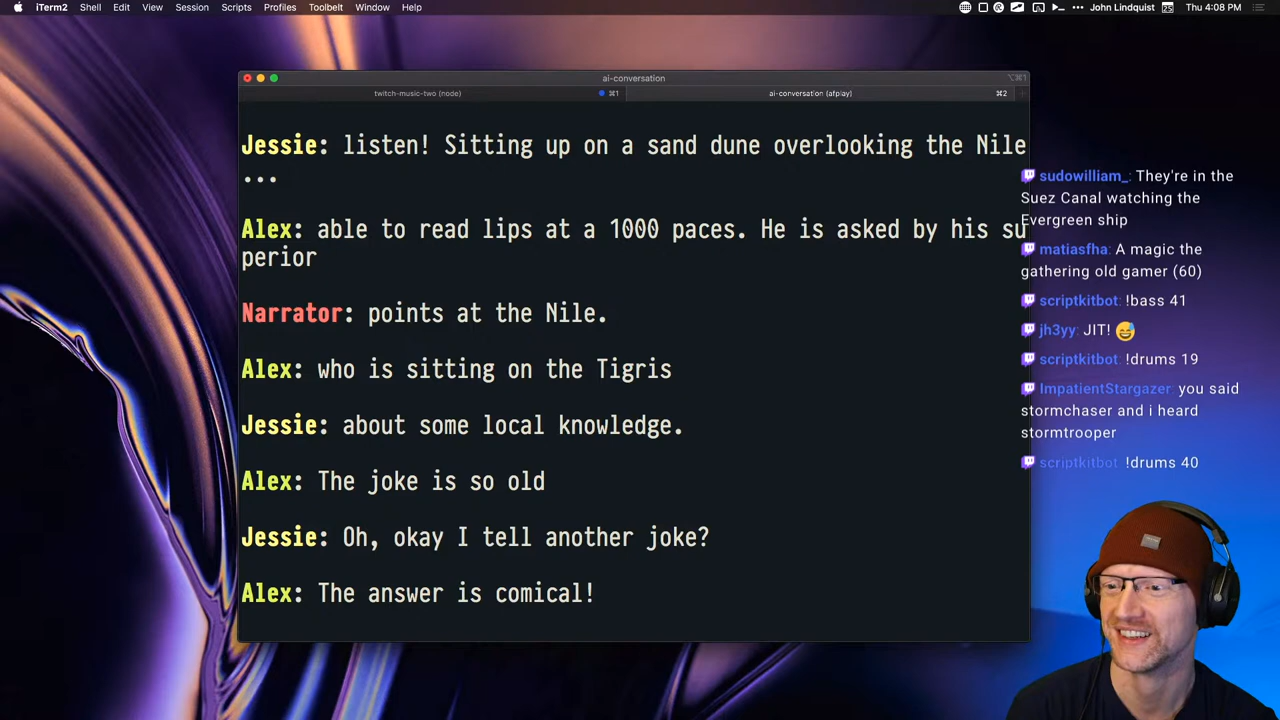 iTerm2 Shell Edit View Session Scripts Profiles Toolbelt Window Help John Lindquist Thu 4:08 PM
ai-conversation ⌥⌘1
twitch-music-two (node) ⌘1 ai-conversation (afplay) ⌘2
Jessie: listen! Sitting up on a sand dune overlooking the Nile
...
Alex: able to read lips at a 1000 paces. He is asked by his su
perior
Narrator: points at the Nile.
Alex: who is sitting on the Tigris
Jessie: about some local knowledge.
Alex: The joke is so old
Jessie: Oh, okay I tell another joke?
Alex: The answer is comical!
sudowilliam_: They're in the
Suez Canal watching the
Evergreen ship
matiasfha: A magic the
gathering old gamer (60)
scriptkitbot: !bass 41
jh3yy: JIT! 😅
scriptkitbot: !drums 19
ImpatientStargazer: you said
stormchaser and i heard
stormtrooper
scriptkitbot: !drums 40